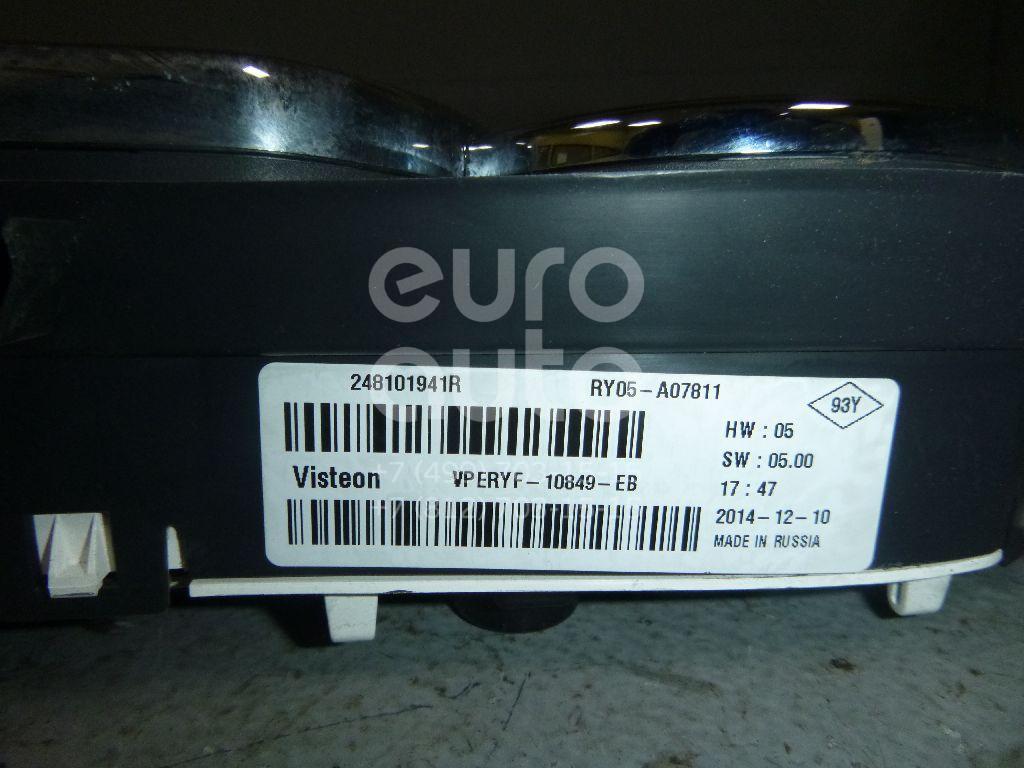 euro
auto
248101941R RY05-A07811
93Y
HW : 05
SW : 05.00
Visteon VPERYF-10849-EB
17 : 47
2014-12-10
MADE IN RUSSIA